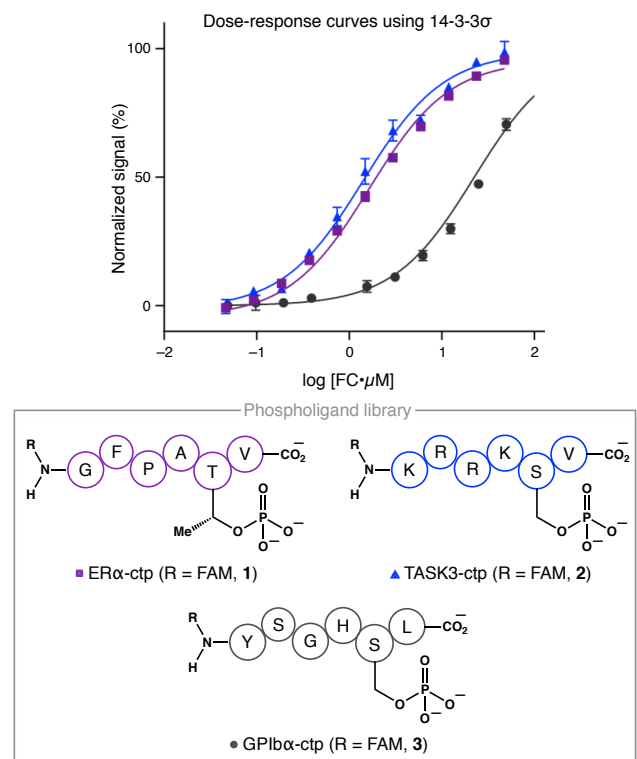 Dose-response curves using 14-3-3σ
Normalized signal (%)
100
50
0
−2
−1
0
1
2
log [FC•μM]
Phospholigand library
R
N
H
G
F
P
A
T
V
CO2−
Me
O
P
O
O−
O−
ERα-ctp (R = FAM, 1)
R
N
H
K
R
R
K
S
V
CO2−
O
P
O
O−
O−
TASK3-ctp (R = FAM, 2)
R
N
H
Y
S
G
H
S
L
CO2−
O
P
O
O−
O−
GPIbα-ctp (R = FAM, 3)